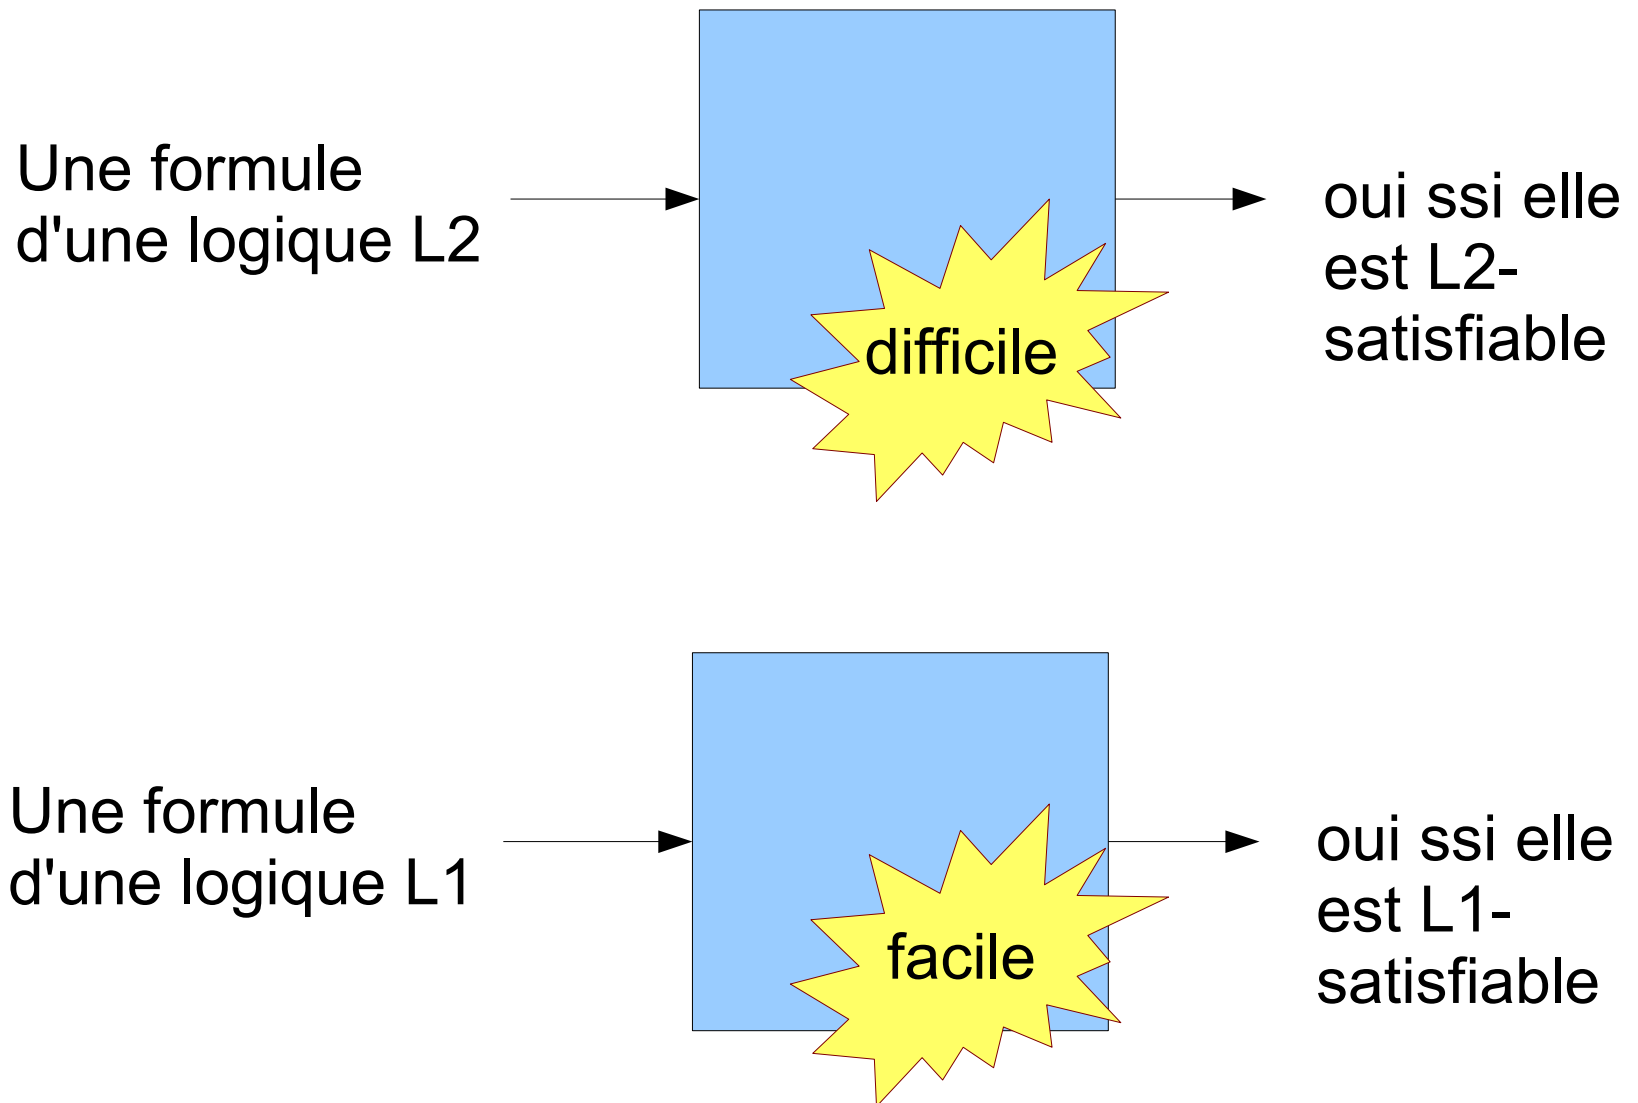 Une formule
d'une logique L2
difficile
oui ssi elle
est L2-
satisfiable
Une formule
d'une logique L1
facile
oui ssi elle
est L1-
satisfiable